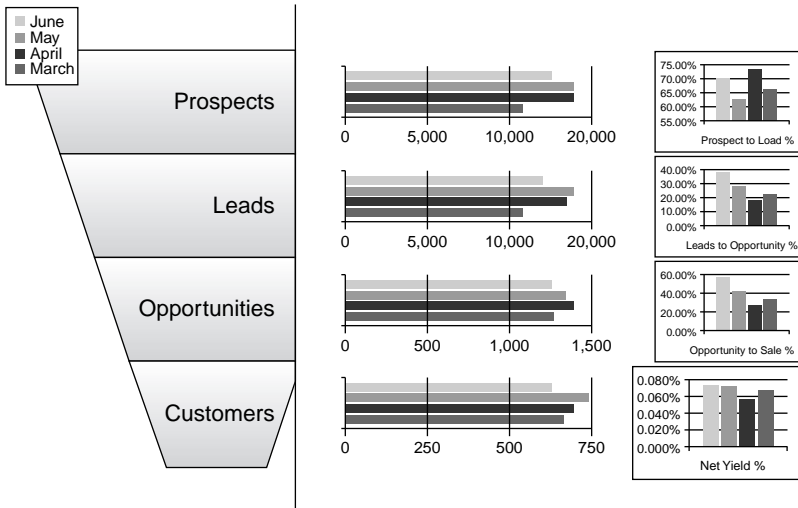 June
May
April
March
Prospects
0 5,000 10,000 20,000
75.00%
70.00%
65.00%
60.00%
55.00%
Prospect to Load %
Leads
0 5,000 10,000 20,000
40.00%
30.00%
20.00%
10.00%
0.00%
Leads to Opportunity %
Opportunities
0 500 1,000 1,500
60.00%
40.00%
20.00%
0.00%
Opportunity to Sale %
Customers
0 250 500 750
0.080%
0.060%
0.040%
0.020%
0.000%
Net Yield %